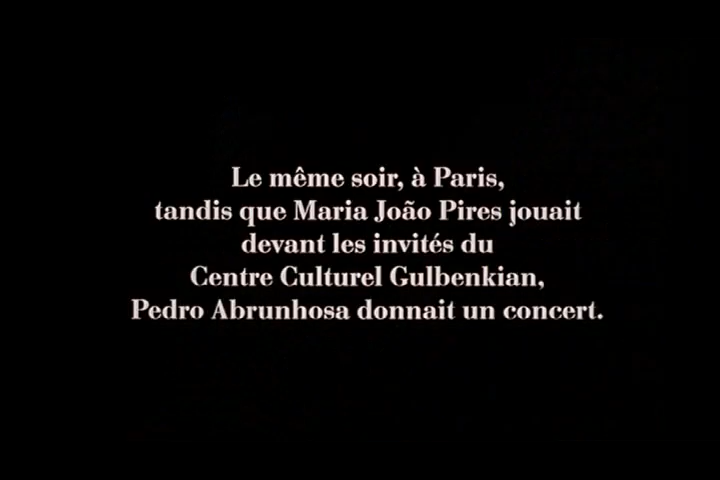 Le même soir, à Paris,
tandis que Maria João Pires jouait
devant les invités du
Centre Culturel Gulbenkian,
Pedro Abrunhosa donnait un concert.